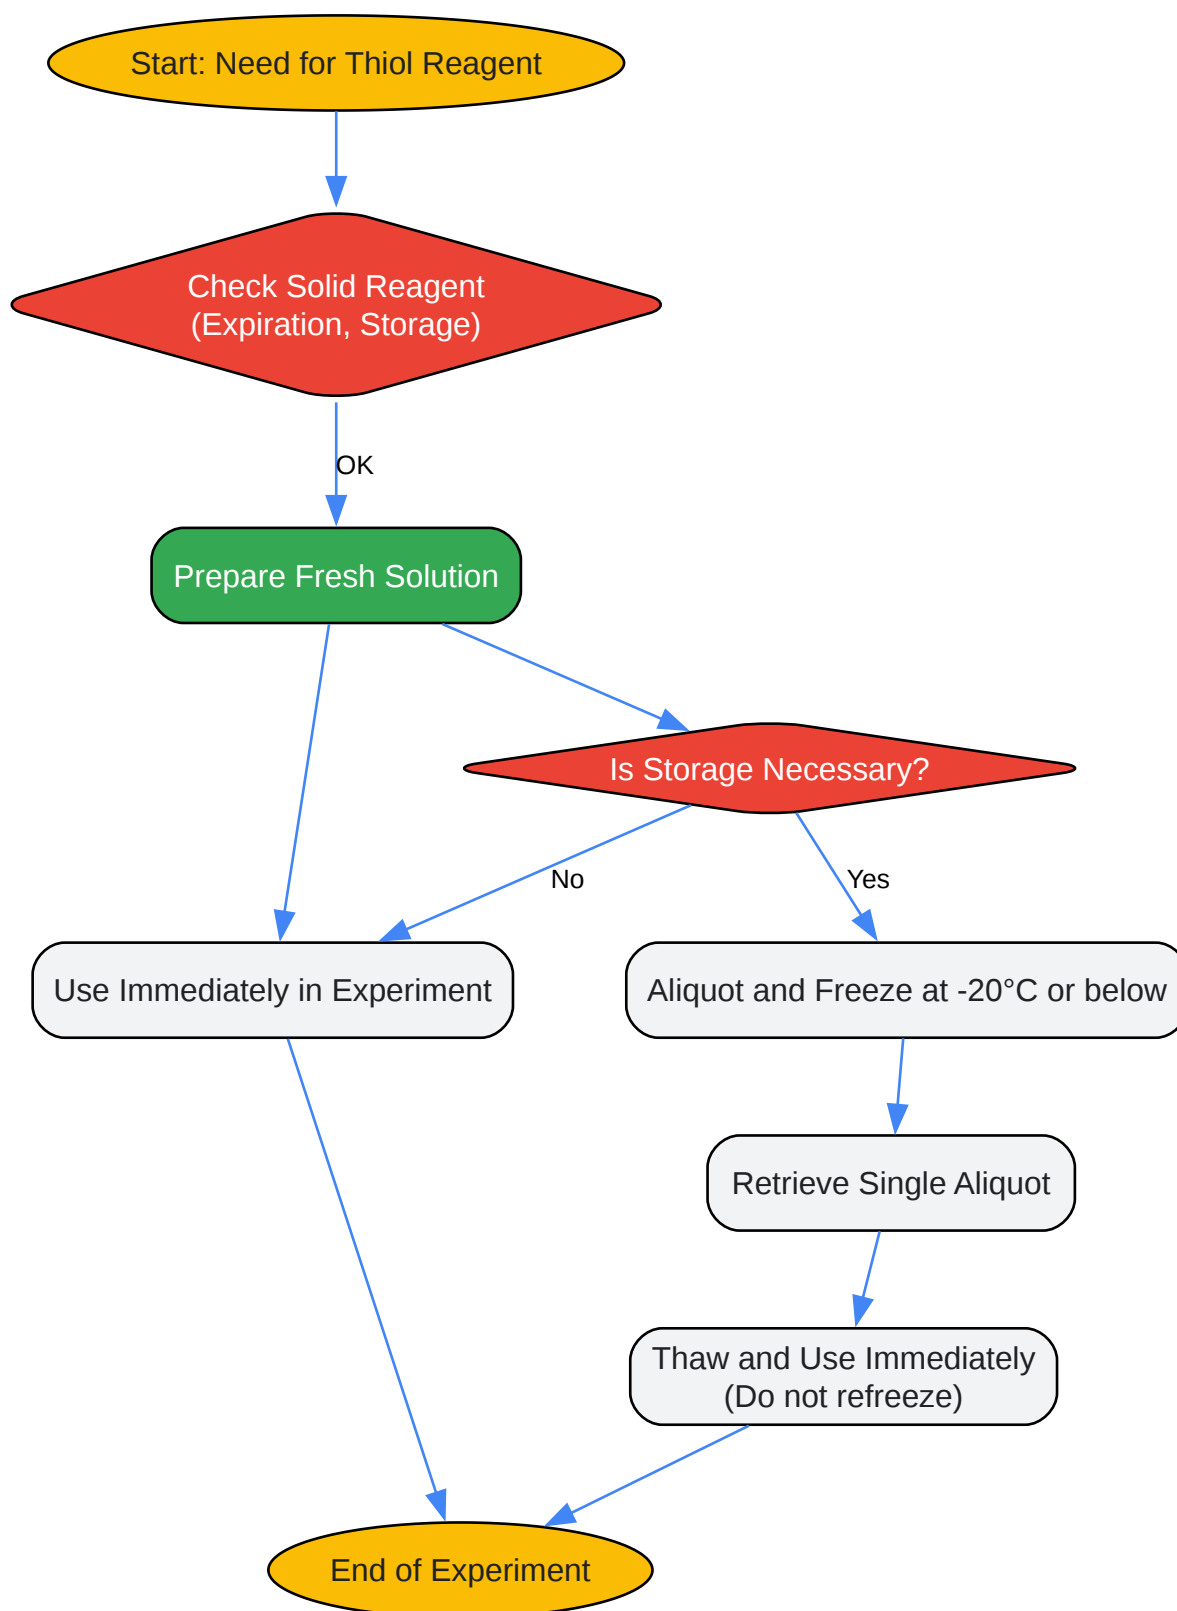 Start: Need for Thiol Reagent
Check Solid Reagent
(Expiration, Storage)
OK
Prepare Fresh Solution
Is Storage Necessary?
No
Yes
Use Immediately in Experiment
Aliquot and Freeze at -20°C or below
Retrieve Single Aliquot
Thaw and Use Immediately
(Do not refreeze)
End of Experiment